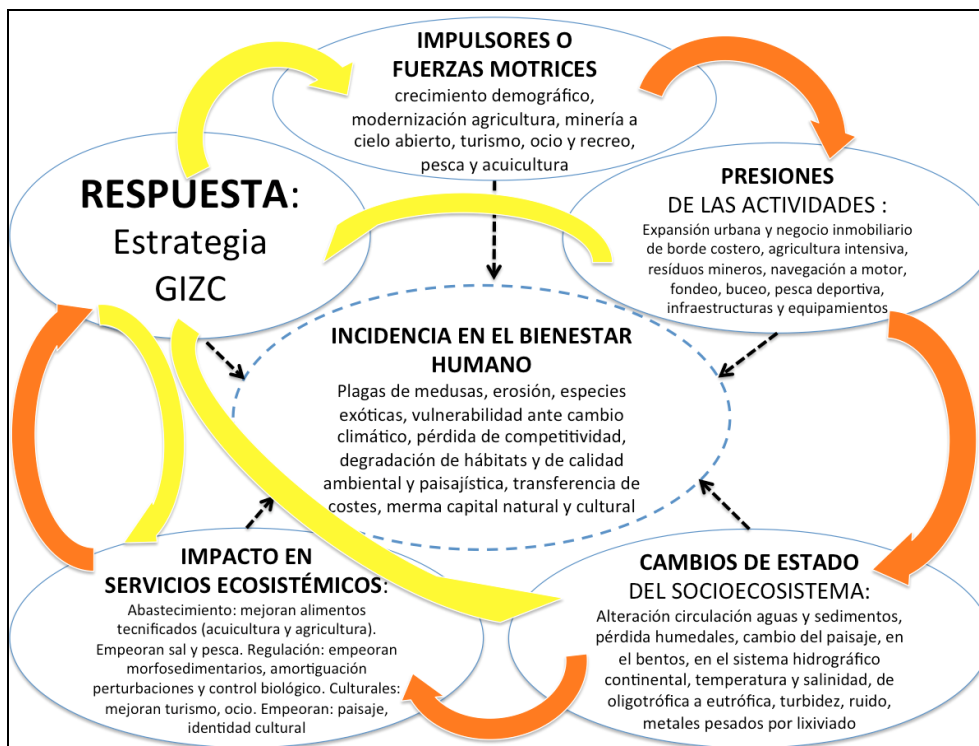 IMPULSORES O
FUERZAS MOTRICES
crecimiento demográfico,
modernización agricultura, minería a
cielo abierto, turismo, ocio y recreo,
pesca y acuicultura
RESPUESTA:
Estrategia
GIZC
PRESIONES
DE LAS ACTIVIDADES :
Expansión urbana y negocio inmobiliario
de borde costero, agricultura intensiva,
resíduos mineros, navegación a motor,
fondeo, buceo, pesca deportiva,
infraestructuras y equipamientos
INCIDENCIA EN EL BIENESTAR
HUMANO
Plagas de medusas, erosión, especies
exóticas, vulnerabilidad ante cambio
climático, pérdida de competitividad,
degradación de hábitats y de calidad
ambiental y paisajística, transferencia de
costes, merma capital natural y cultural
IMPACTO EN
SERVICIOS ECOSISTÉMICOS:
Abastecimiento: mejoran alimentos
tecnificados (acuicultura y agricultura).
Empeoran sal y pesca. Regulación: empeoran
morfosedimentarios, amortiguación
perturbaciones y control biológico. Culturales:
mejoran turismo, ocio. Empeoran: paisaje,
identidad cultural
CAMBIOS DE ESTADO
DEL SOCIOECOSISTEMA:
Alteración circulación aguas y sedimentos,
pérdida humedales, cambio del paisaje, en
el bentos, en el sistema hidrográfico
continental, temperatura y salinidad, de
oligotrófica a eutrófica, turbidez, ruido,
metales pesados por lixiviado